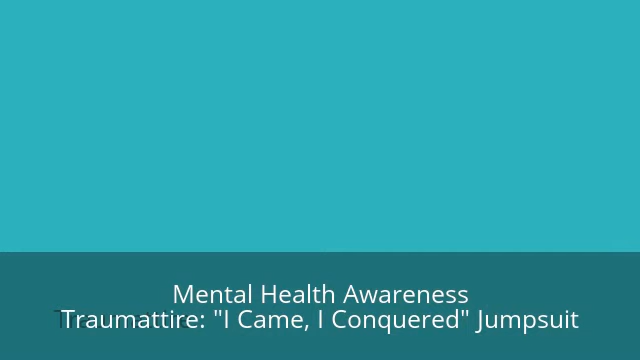 Mental Health Awareness
Traumattire: "I Came, I Conquered" Jumpsuit